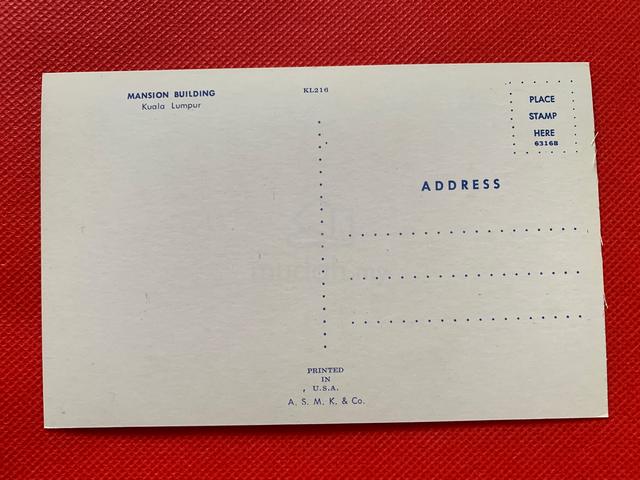 MANSION BUILDING
Kuala Lumpur
KL216
PLACE
STAMP
HERE
63168
ADDRESS
PRINTED
IN
U.S.A.
A. S. M. K. & Co.